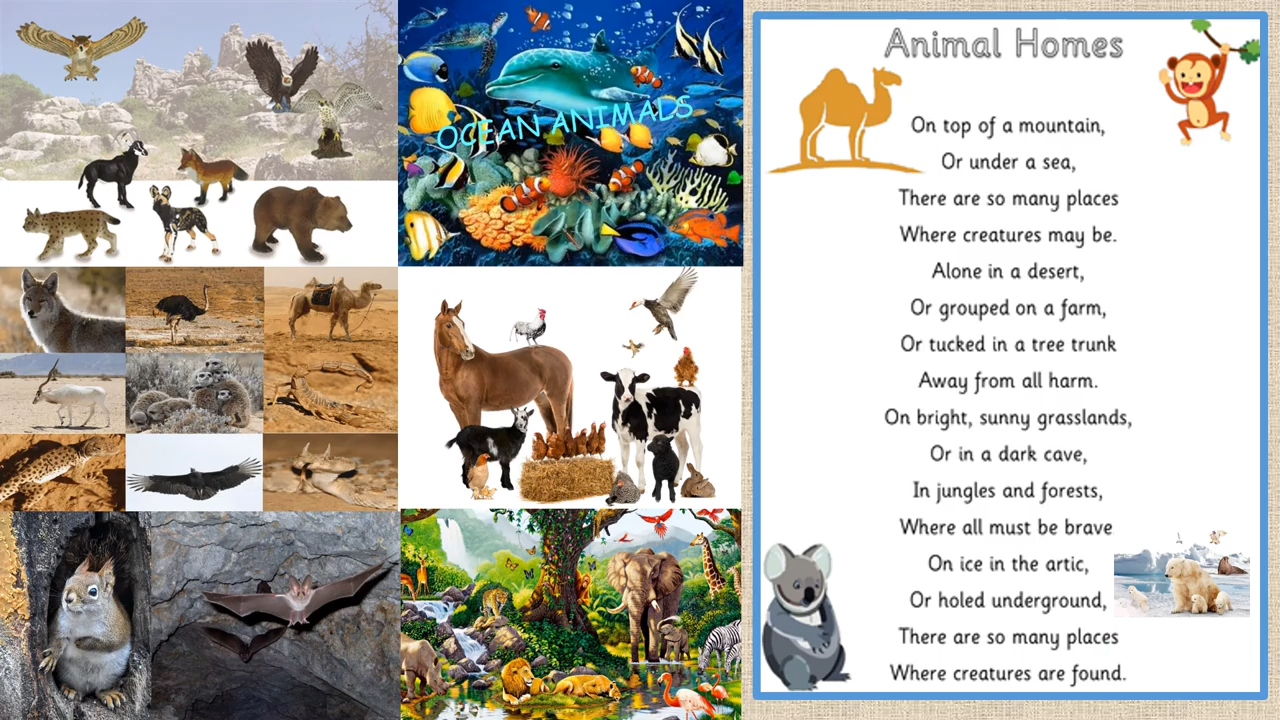 OCEAN ANIMALS
Animal Homes
On top of a mountain,
Or under a sea,
There are so many places
Where creatures may be.
Alone in a desert,
Or grouped on a farm,
Or tucked in a tree trunk
Away from all harm.
On bright, sunny grasslands,
Or in a dark cave,
In jungles and forests,
Where all must be brave
On ice in the artic,
Or holed underground,
There are so many places
Where creatures are found.